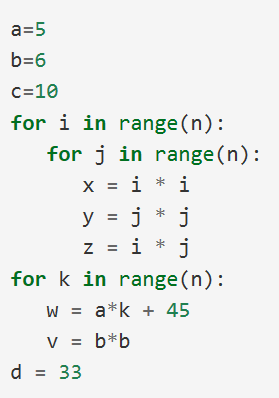 a=5
b=6
c=10
for i in range(n):
   for j in range(n):
      x = i * i
      y = j * j
      z = i * j
for k in range(n):
   w = a*k + 45
   v = b*b
d = 33